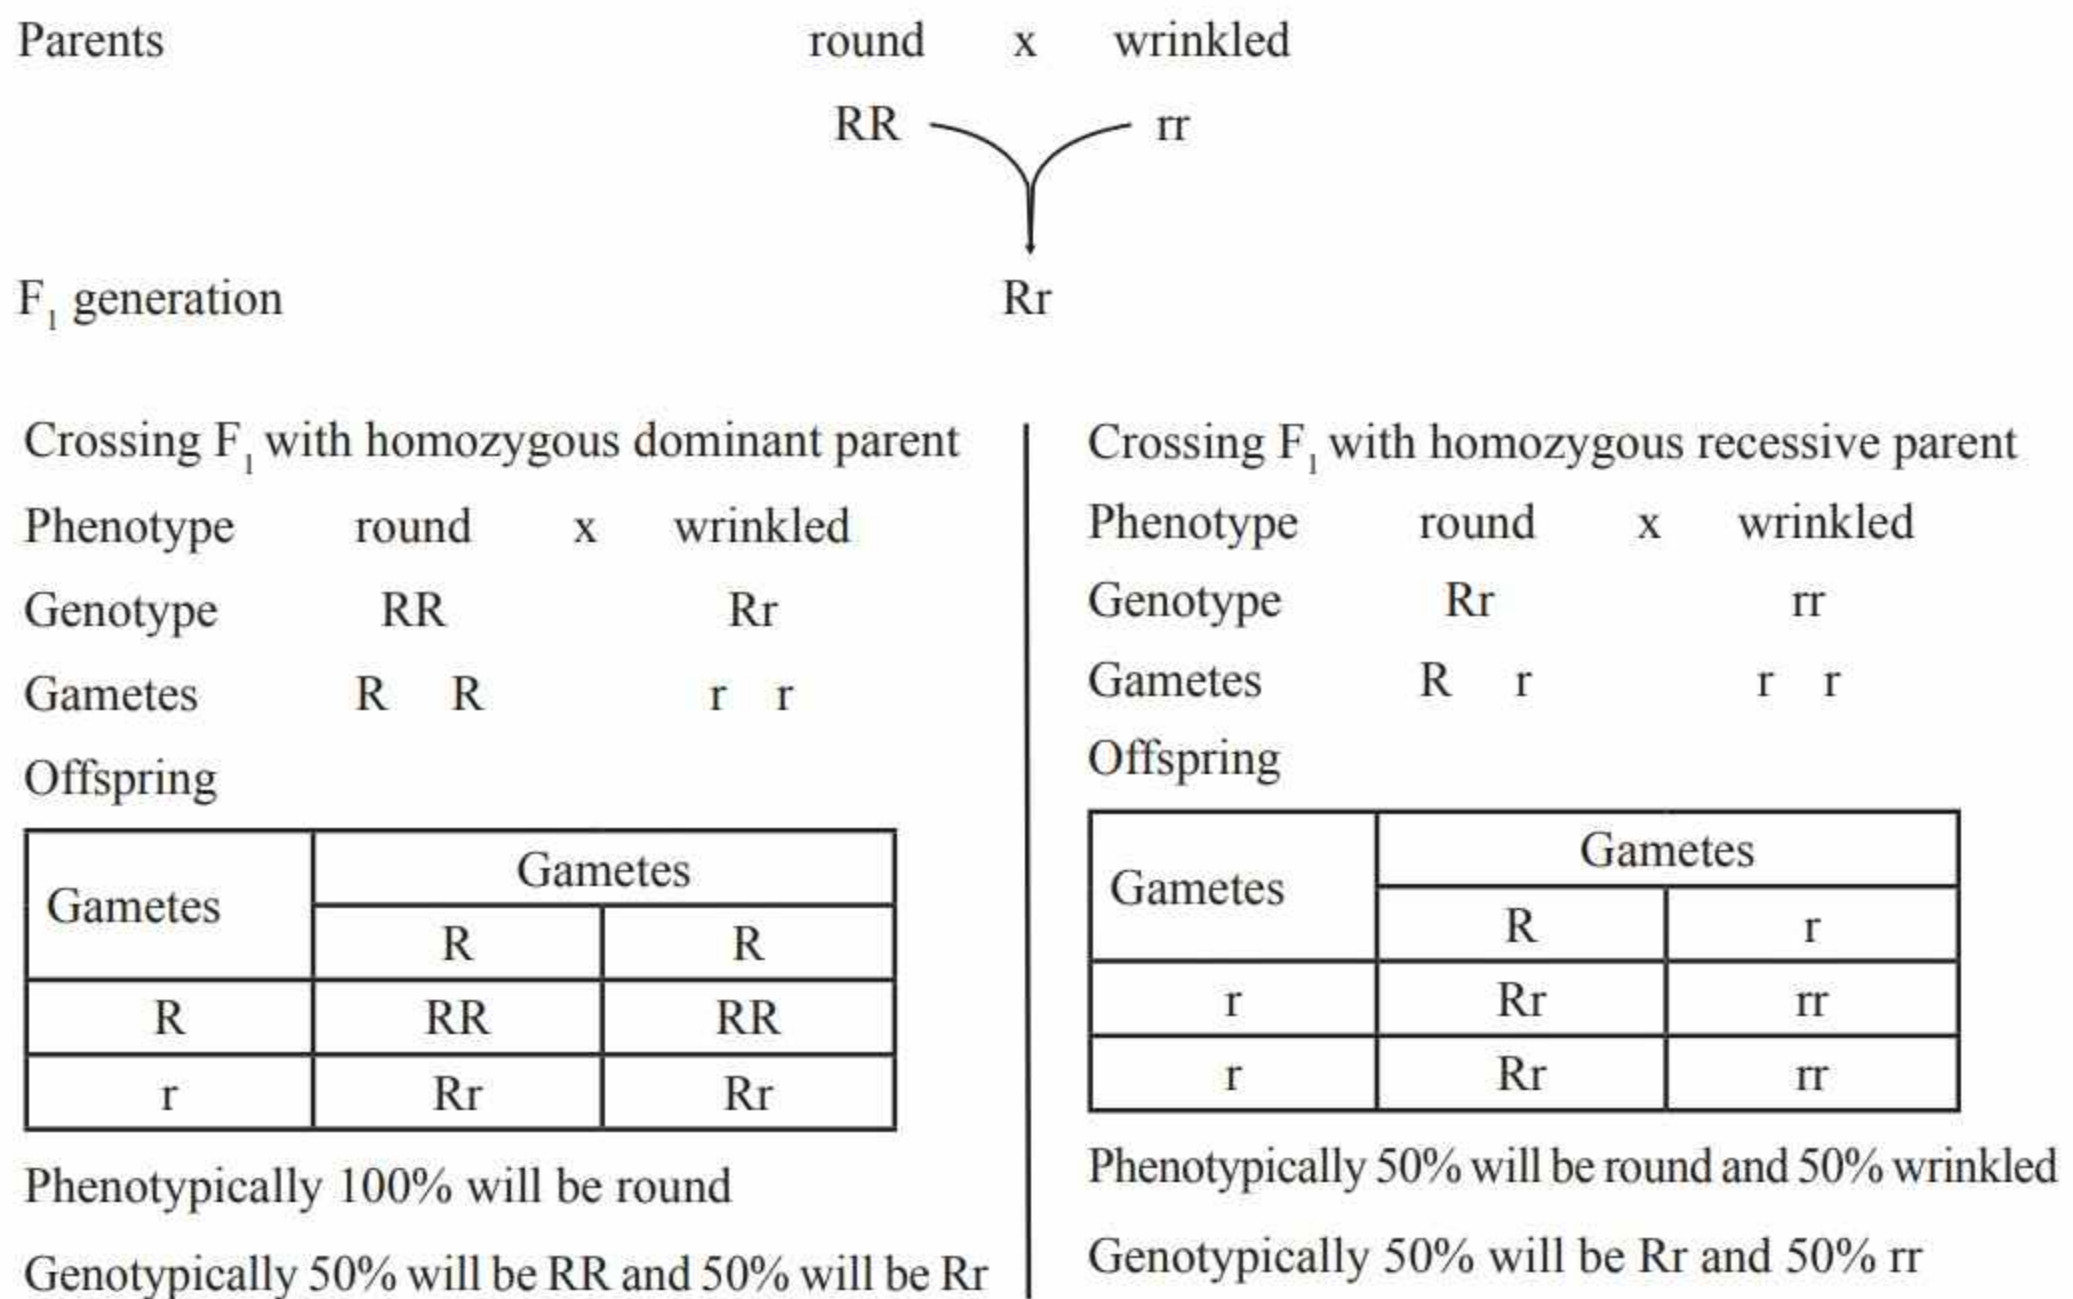 Parents round x wrinkled
RR rr
F1 generation Rr
Crossing F1 with homozygous dominant parent
Phenotype round x wrinkled
Genotype RR Rr
Gametes R R r r
Offspring
Gametes
Gametes
R R
R RR RR
r Rr Rr
Phenotypically 100% will be round
Genotypically 50% will be RR and 50% will be Rr
Crossing F1 with homozygous recessive parent
Phenotype round x wrinkled
Genotype Rr rr
Gametes R r r r
Offspring
Gametes
Gametes
R r
r Rr rr
r Rr rr
Phenotypically 50% will be round and 50% wrinkled
Genotypically 50% will be Rr and 50% rr